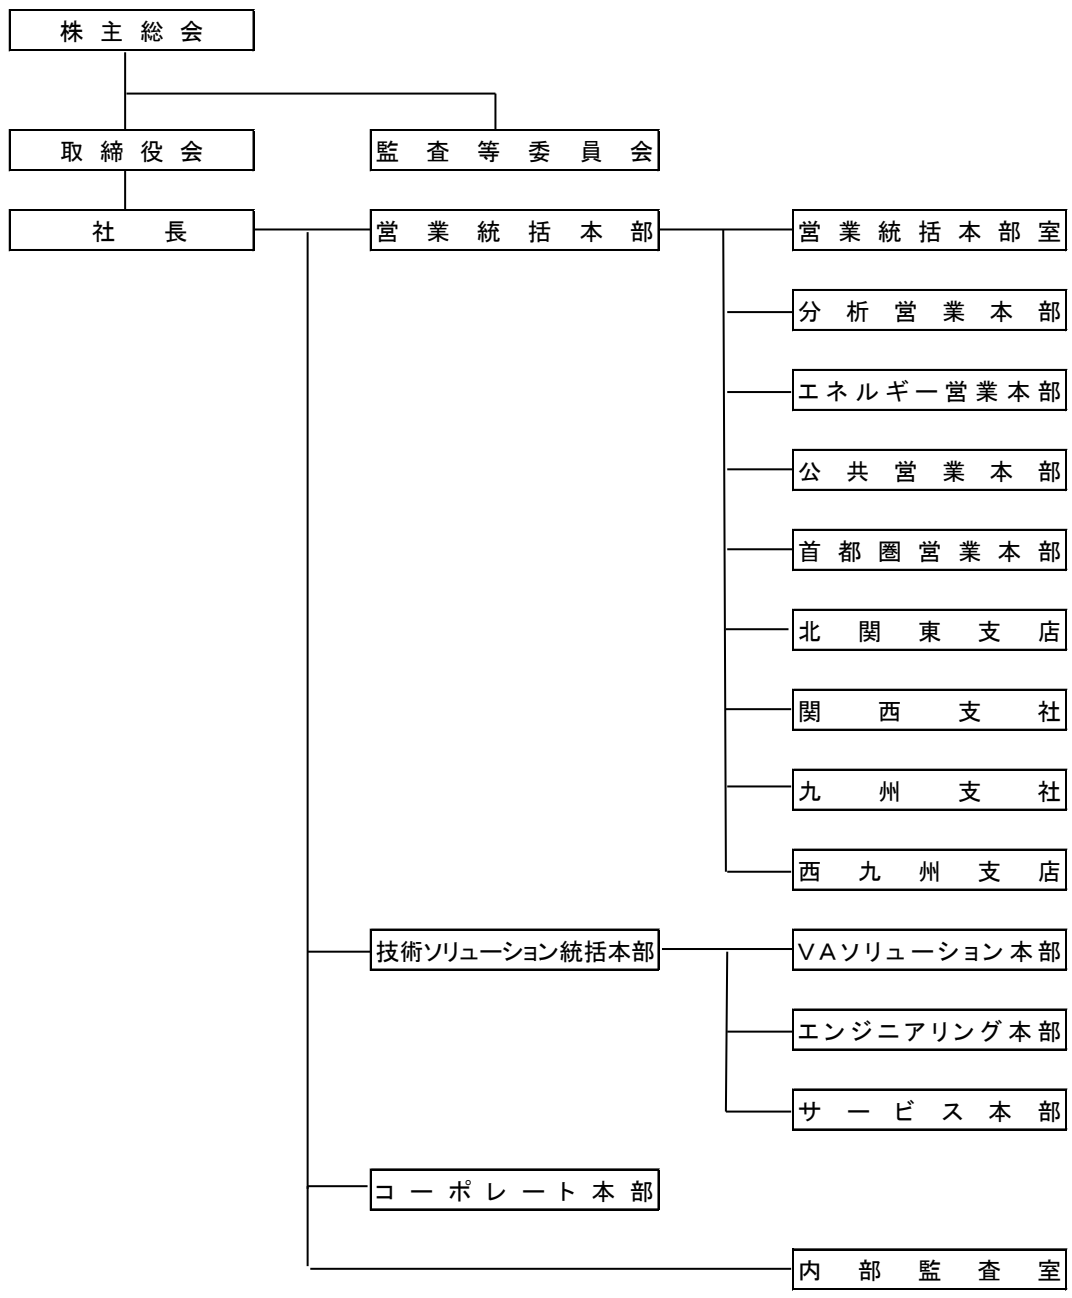 株主総会
取締役会
監査等委員会
社長
営業統括本部
営業統括本部室
分析営業本部
エネルギー営業本部
公共営業本部
首都圏営業本部
北関東支店
関西支社
九州支社
西九州支店
技術ソリューション統括本部
VAソリューション本部
エンジニアリング本部
サービス本部
コーポレート本部
内部監査室